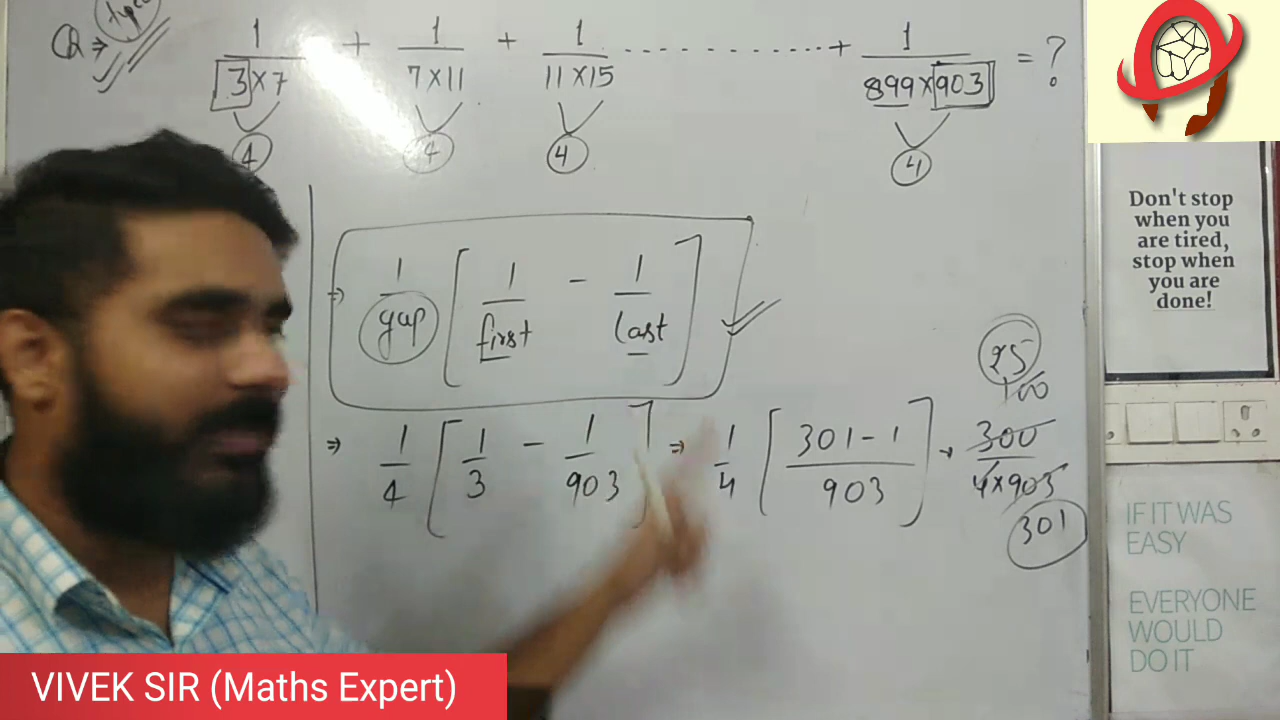 Q ⇒ 1/(3×7) + 1/(7×11) + 1/(11×15) ............ + 1/(899×903) = ?
4 4 4 4
⇒ 1/gap [ 1/first - 1/last ]
⇒ 1/4 [ 1/3 - 1/903 ] ⇒ 1/4 [ (301-1)/903 ] → 300/(4×903)
25
100
301
Don't stop
when you
are tired,
stop when
you are
done!
IF IT WAS
EASY
EVERYONE
WOULD
DO IT
VIVEK SIR (Maths Expert)